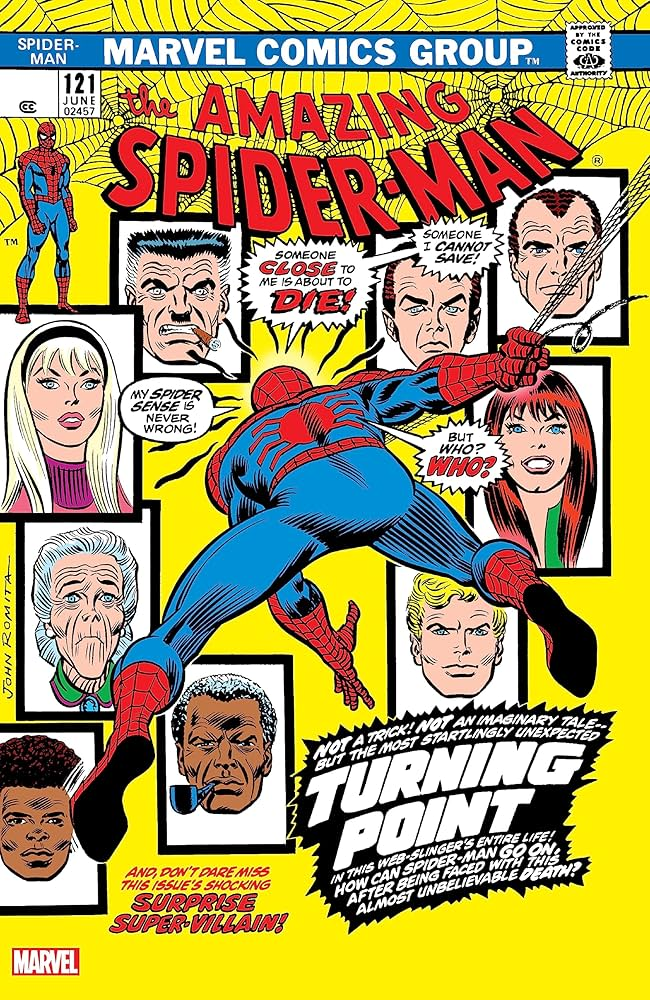 SPIDER-
MAN
MARVEL COMICS GROUP™
APPROVED
BY THE
COMICS
CODE
AUTHORITY
121
JUNE
02457
CC
the AMAZING
SPIDER-MAN®
TM
SOMEONE
CLOSE TO
ME IS ABOUT TO
DIE!
SOMEONE
I CANNOT
SAVE!
MY SPIDER
SENSE IS
NEVER
WRONG!
BUT
WHO?
WHO?
JOHN ROMITA
NOT A TRICK! NOT AN IMAGINARY TALE--
BUT THE MOST STARTLINGLY UNEXPECTED
TURNING
POINT
IN THIS WEB-SLINGER'S ENTIRE LIFE!
HOW CAN SPIDER-MAN GO ON,
AFTER BEING FACED WITH THIS
ALMOST UNBELIEVABLE DEATH?
AND, DON'T DARE MISS
THIS ISSUE'S SHOCKING
SURPRISE
SUPER-VILLAIN!
MARVEL